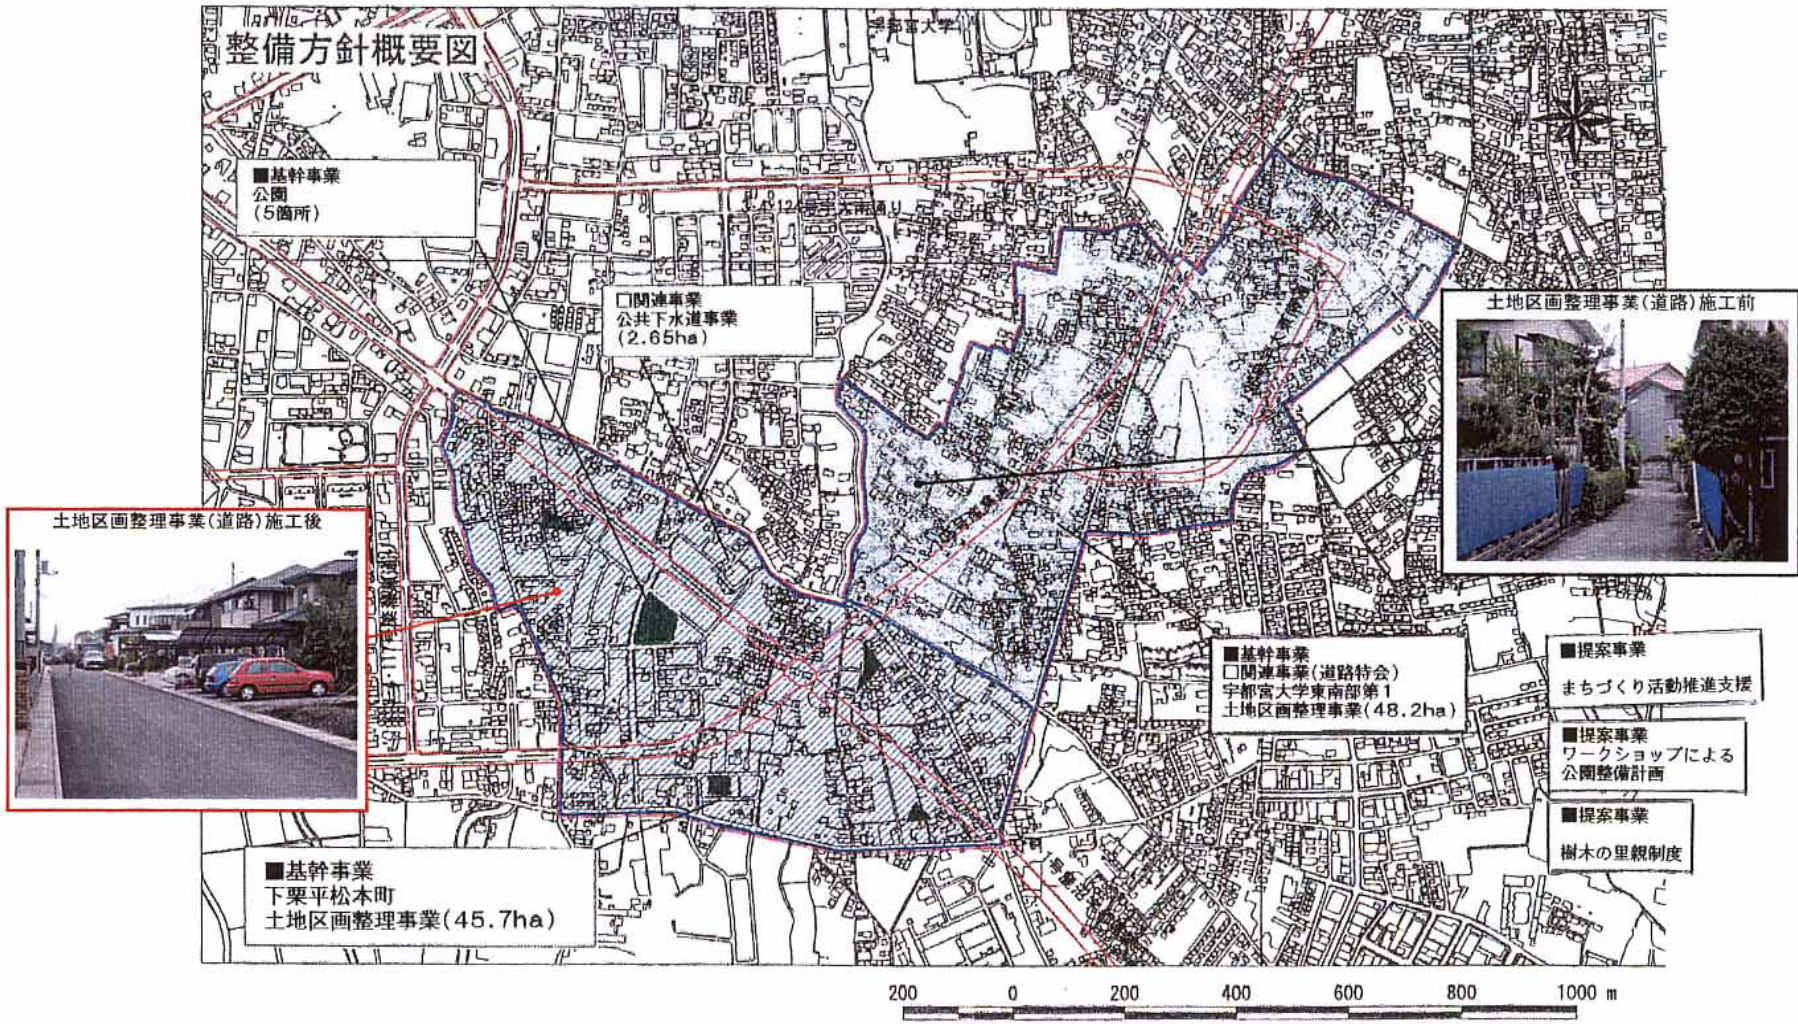 整備方針概要図
宇都宮大学
■基幹事業
公園
(5箇所)
□関連事業
公共下水道事業
(2.65ha)
土地区画整理事業(道路)施工前
土地区画整理事業(道路)施工後
■基幹事業
□関連事業(道路特会)
宇都宮大学東南部第1
土地区画整理事業(48.2ha)
■提案事業
まちづくり活動推進支援
■提案事業
ワークショップによる
公園整備計画
■提案事業
樹木の里親制度
■基幹事業
下栗平松本町
土地区画整理事業(45.7ha)
200 0 200 400 600 800 1000 m